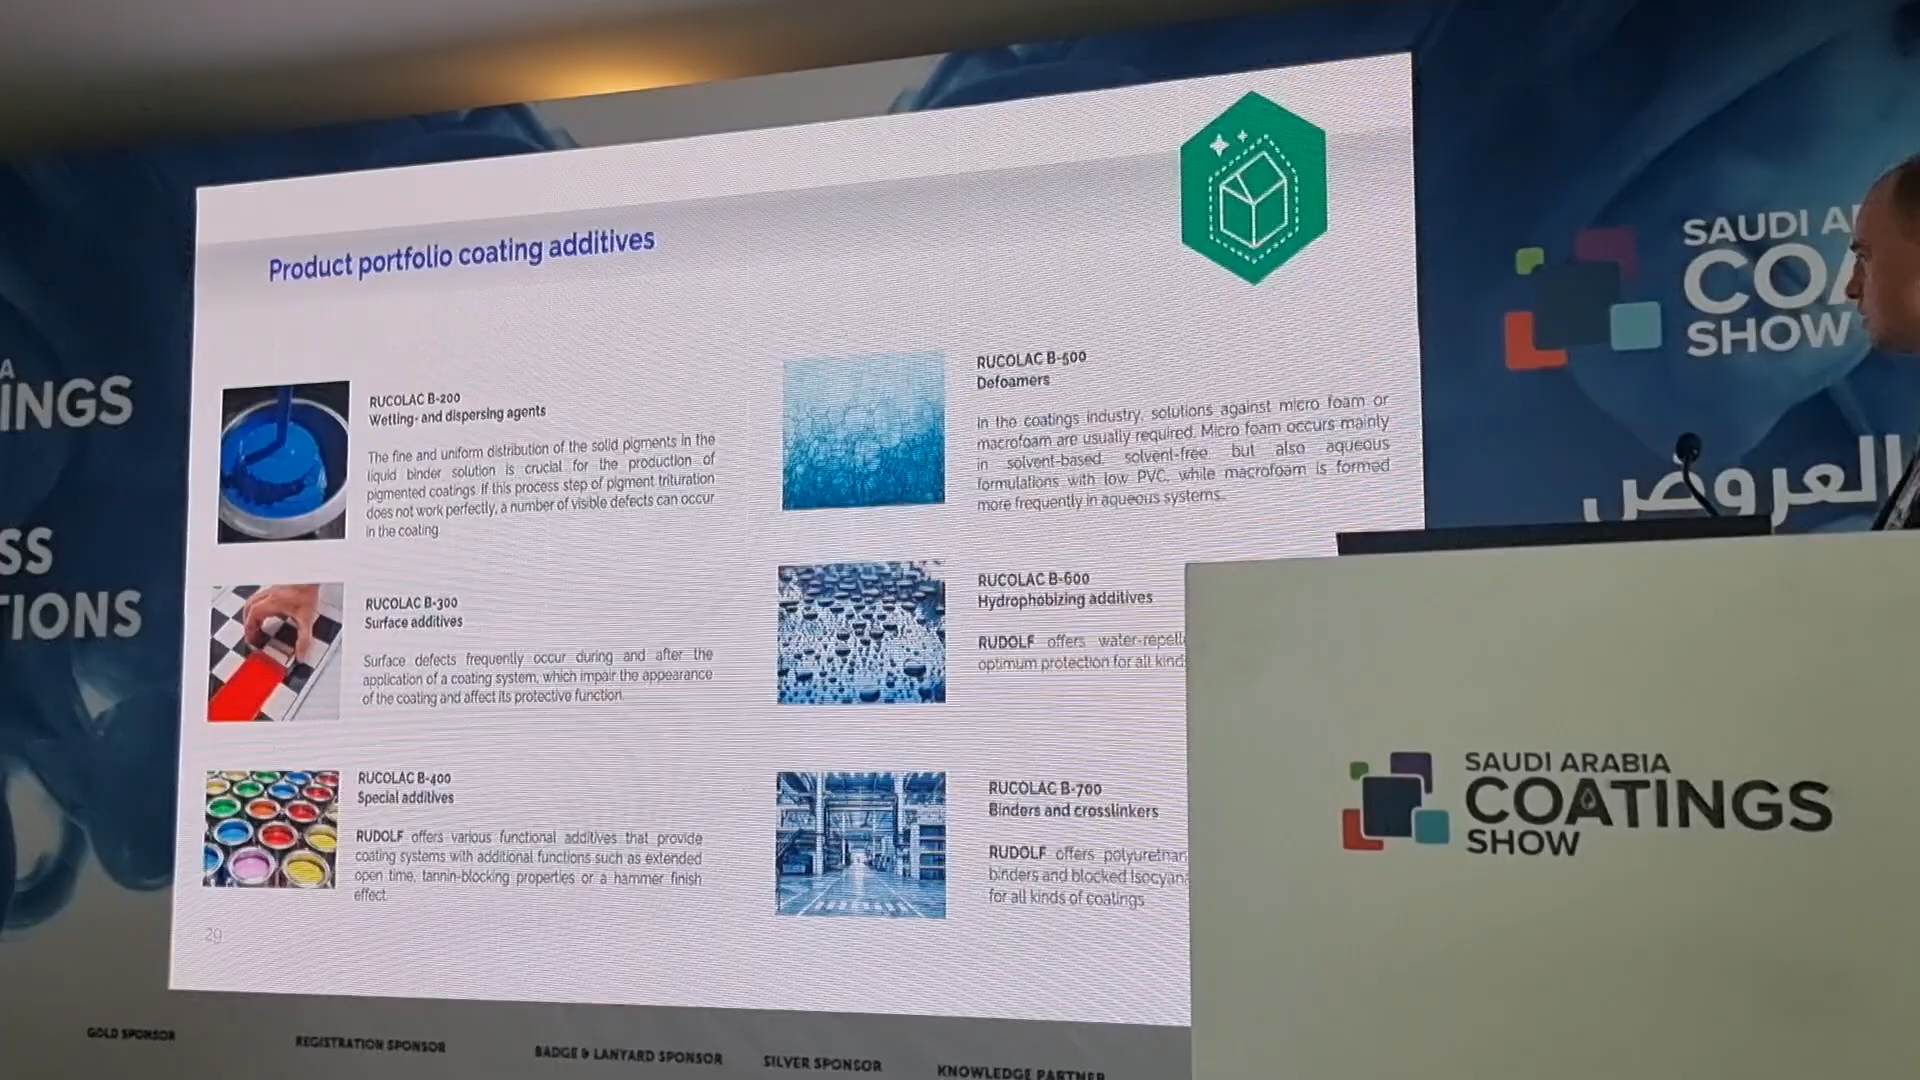 Product portfolio coating additives
RUCOLAC B-200
Wetting- and dispersing agents
The fine and uniform distribution of the solid pigments in the
liquid binder solution is crucial for the production of
pigmented coatings. If this process step of pigment trituration
does not work perfectly, a number of visible defects can occur
in the coating.
RUCOLAC B-300
Surface additives
Surface defects frequently occur during and after the
application of a coating system, which impair the appearance
of the coating and affect its protective function.
RUCOLAC B-400
Special additives
RUDOLF offers various functional additives that provide
coating systems with additional functions such as extended
open time, tannin-blocking properties or a hammer finish
effect.
29
RUCOLAC B-500
Defoamers
In the coatings industry, solutions against micro foam or
macrofoam are usually required. Micro foam occurs mainly
in solvent-based, solvent-free but also aqueous
formulations with low PVC, while macrofoam is formed
more frequently in aqueous systems.
RUCOLAC B-600
Hydrophobizing additives
RUDOLF offers water-repell
optimum protection for all kind
RUCOLAC B-700
Binders and crosslinkers
RUDOLF offers polyurethan
binders and blocked Isocyan
for all kinds of coatings
SAUDI A
COA
SHOW
العروض
SAUDI ARABIA
COATINGS
SHOW
A
INGS
SS
TIONS
GOLD SPONSOR
REGISTRATION SPONSOR
BADGE & LANYARD SPONSOR
SILVER SPONSOR
KNOWLEDGE PARTNER